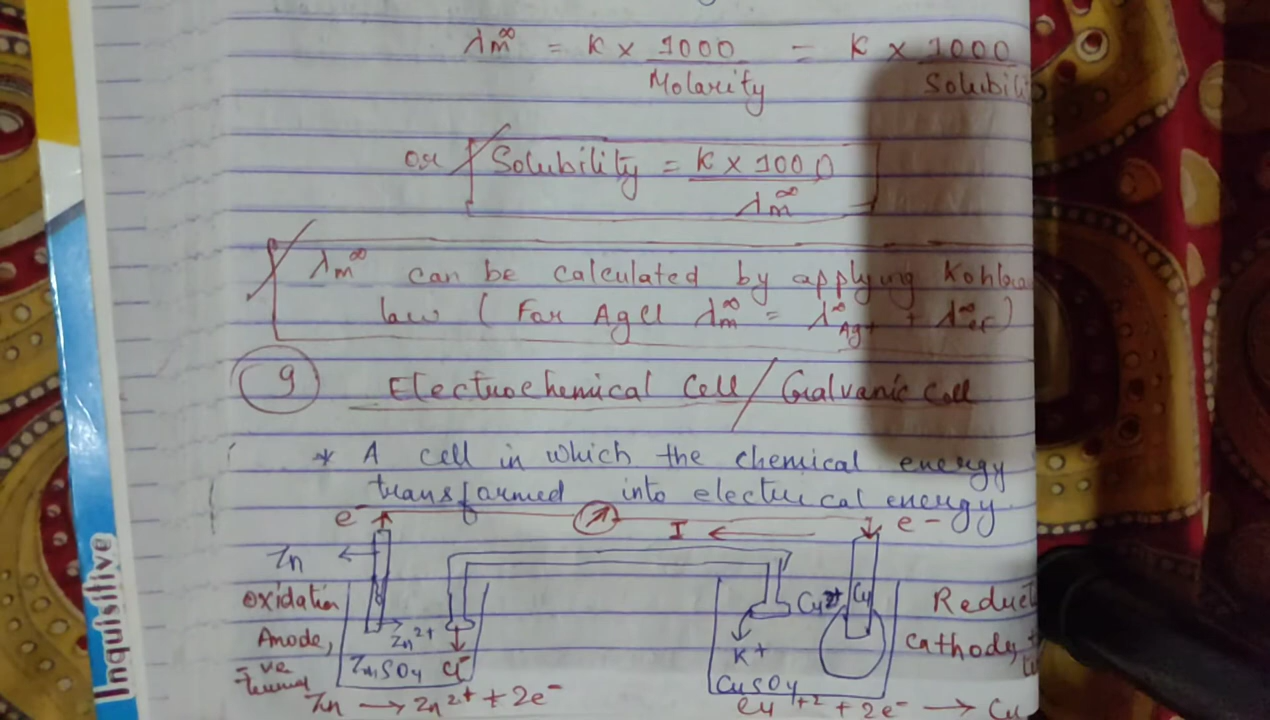 λm∞ = K × 1000 / Molarity = K × 1000 / Solubili
or Solubility = K × 1000 / λm∞
λm∞ can be calculated by applying Kohlra
law ( For AgCl λm∞ = λ∞Ag+ + λ∞Cl- )
9 Electrochemical Cell / Galvanic Cell
* A cell in which the chemical energy
transformed into electrical energy.
e- I ← e-
Zn
oxidation
Anode,
-ve
Zn2+
ZnSO4 Cl-
Zn → Zn2+ + 2e-
Cu2+ Cu
K+
CuSO4
Reduct
Cathode,
Cu+2 + 2e- → Cu
Inquisitive